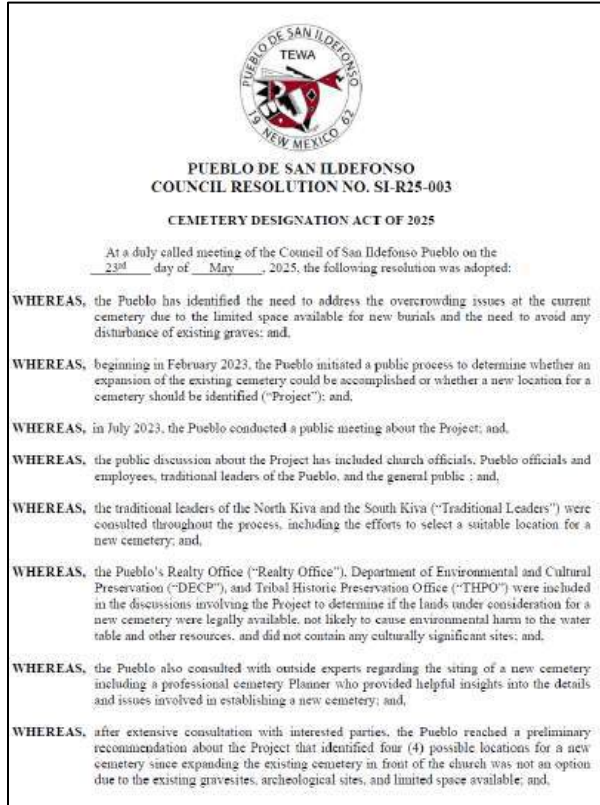 PUEBLO DE SAN ILDEFONSO
TEWA
19 NEW MEXICO 62
PUEBLO DE SAN ILDEFONSO
COUNCIL RESOLUTION NO. SI-R25-003
CEMETERY DESIGNATION ACT OF 2025
At a duly called meeting of the Council of San Ildefonso Pueblo on the
23rd day of May, 2025, the following resolution was adopted:
WHEREAS, the Pueblo has identified the need to address the overcrowding issues at the current
cemetery due to the limited space available for new burials and the need to avoid any
disturbance of existing graves; and,
WHEREAS, beginning in February 2023, the Pueblo initiated a public process to determine whether an
expansion of the existing cemetery could be accomplished or whether a new location for a
cemetery should be identified ("Project"); and,
WHEREAS, in July 2023, the Pueblo conducted a public meeting about the Project; and,
WHEREAS, the public discussion about the Project has included church officials, Pueblo officials and
employees, traditional leaders of the Pueblo, and the general public ; and,
WHEREAS, the traditional leaders of the North Kiva and the South Kiva ("Traditional Leaders") were
consulted throughout the process, including the efforts to select a suitable location for a
new cemetery; and,
WHEREAS, the Pueblo's Realty Office ("Realty Office"), Department of Environmental and Cultural
Preservation ("DECP"), and Tribal Historic Preservation Office ("THPO") were included
in the discussions involving the Project to determine if the lands under consideration for a
new cemetery were legally available, not likely to cause environmental harm to the water
table and other resources, and did not contain any culturally significant sites; and,
WHEREAS, the Pueblo also consulted with outside experts regarding the siting of a new cemetery
including a professional cemetery Planner who provided helpful insights into the details
and issues involved in establishing a new cemetery; and,
WHEREAS, after extensive consultation with interested parties, the Pueblo reached a preliminary
recommendation about the Project that identified four (4) possible locations for a new
cemetery since expanding the existing cemetery in front of the church was not an option
due to the existing gravesites, archeological sites, and limited space available; and,